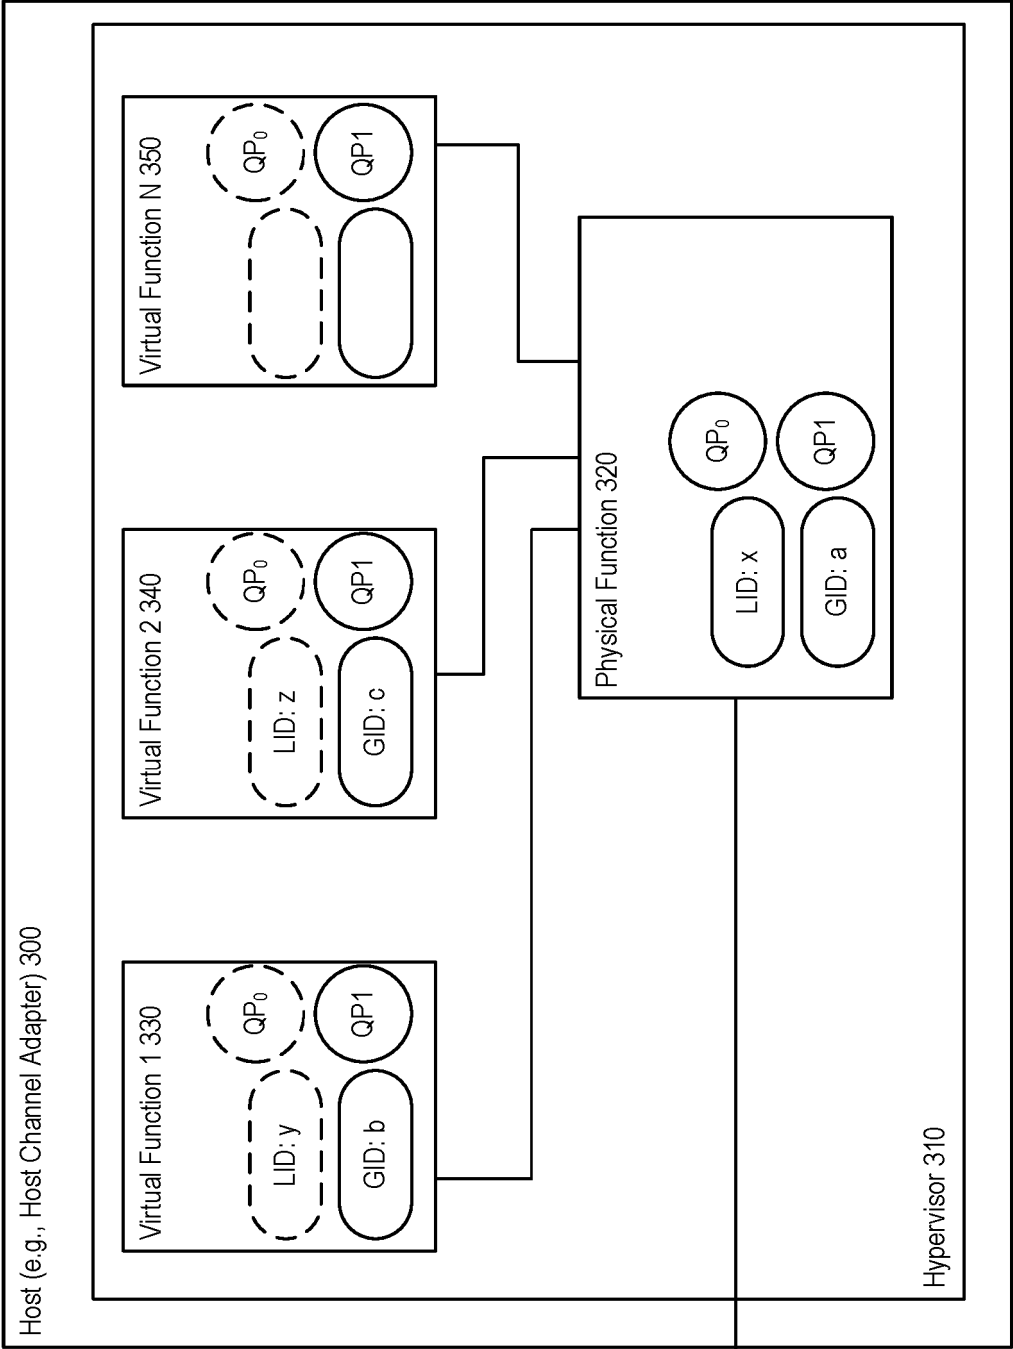 Host (e.g., Host Channel Adapter) 300
Virtual Function 1 330
LID: y
QP₀
GID: b
QP1
Virtual Function 2 340
LID: z
QP₀
GID: c
QP1
Virtual Function N 350
QP₀
QP1
Physical Function 320
LID: x
QP₀
GID: a
QP1
Hypervisor 310